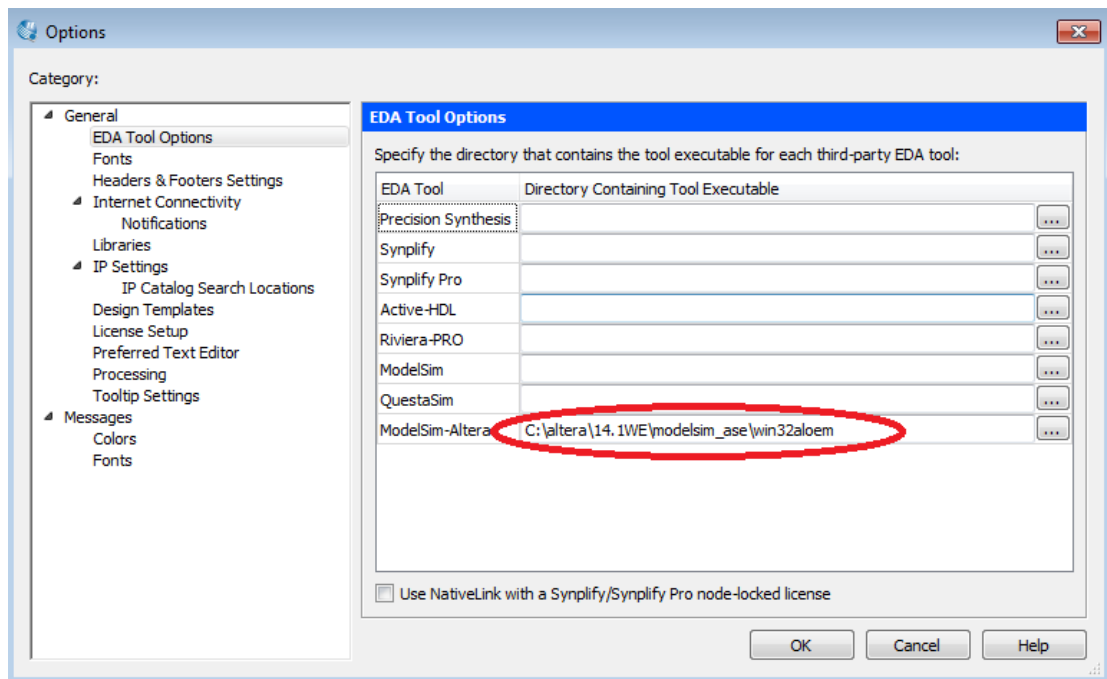 Options
Category:
General
EDA Tool Options
Fonts
Headers & Footers Settings
Internet Connectivity
Notifications
Libraries
IP Settings
IP Catalog Search Locations
Design Templates
License Setup
Preferred Text Editor
Processing
Tooltip Settings
Messages
Colors
Fonts
EDA Tool Options
Specify the directory that contains the tool executable for each third-party EDA tool:
EDA Tool Directory Containing Tool Executable
Precision Synthesis ...
Synplify ...
Synplify Pro ...
Active-HDL ...
Riviera-PRO ...
ModelSim ...
QuestaSim ...
ModelSim-Altera C:\altera\14.1WE\modelsim_ase\win32aloem ...
Use NativeLink with a Synplify/Synplify Pro node-locked license
OK Cancel Help